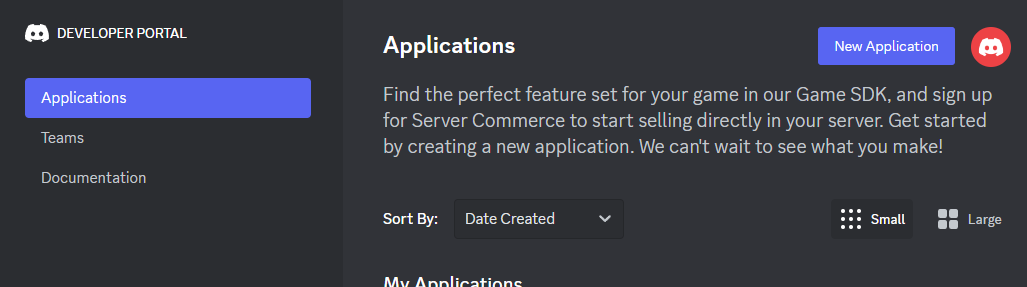 DEVELOPER PORTAL
Applications
Teams
Documentation
Applications
New Application
Find the perfect feature set for your game in our Game SDK, and sign up
for Server Commerce to start selling directly in your server. Get started
by creating a new application. We can't wait to see what you make!
Sort By:
Date Created
Small
Large
My Applications